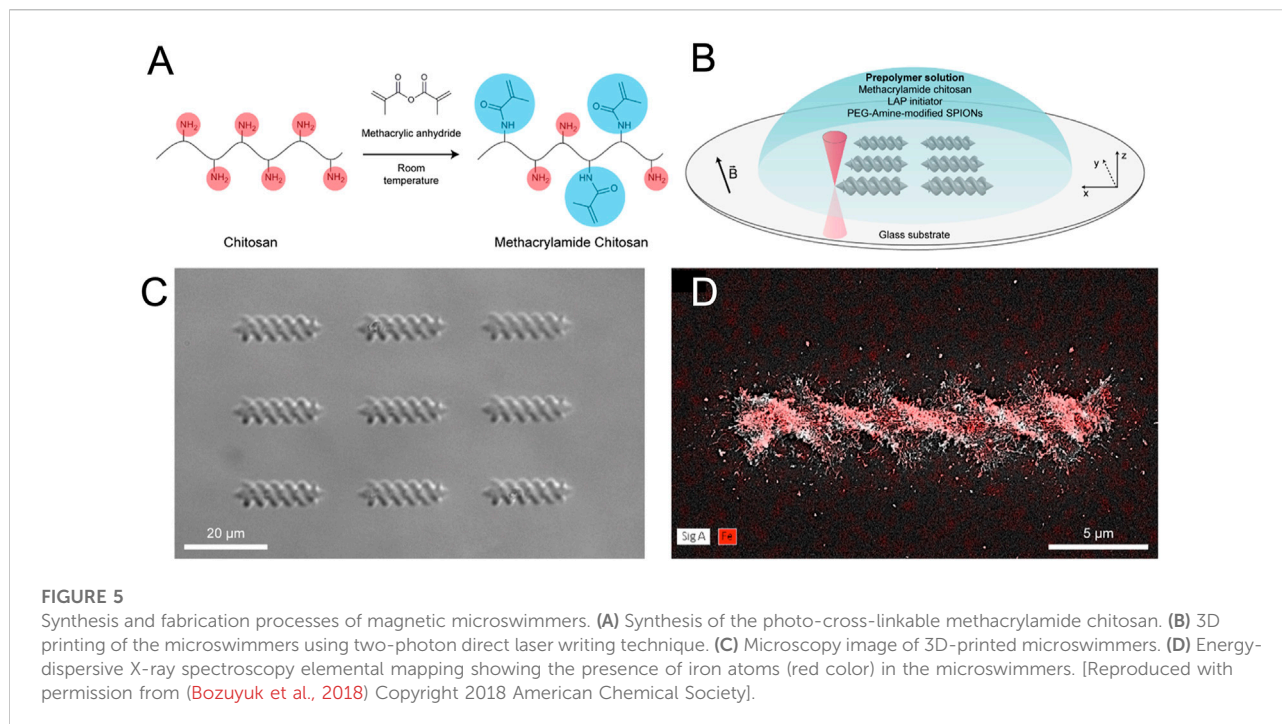 A
NH₂ NH₂ NH₂
NH₂ NH₂ NH₂
Chitosan
O O
O
Methacrylic anhydride
Room
temperature
O NH NH₂ O NH
NH₂ HN O NH₂
Methacrylamide Chitosan
B
Prepolymer solution
Methacrylamide chitosan
LAP initiator
PEG-Amine-modified SPIONs
B
y z
x
Glass substrate
C
20 μm
D
Sig A Fe
5 μm
FIGURE 5
Synthesis and fabrication processes of magnetic microswimmers. (A) Synthesis of the photo-cross-linkable methacrylamide chitosan. (B) 3D
printing of the microswimmers using two-photon direct laser writing technique. (C) Microscopy image of 3D-printed microswimmers. (D) Energy-
dispersive X-ray spectroscopy elemental mapping showing the presence of iron atoms (red color) in the microswimmers. [Reproduced with
permission from (Bozuyuk et al., 2018) Copyright 2018 American Chemical Society].